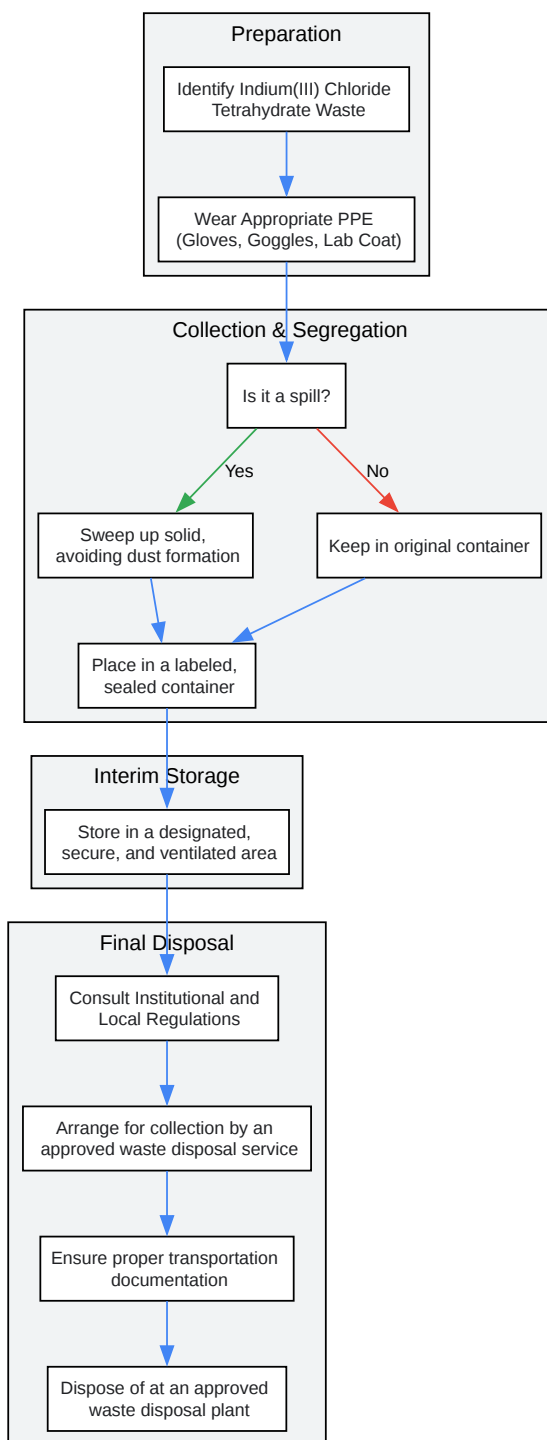 Preparation
Identify Indium(III) Chloride
Tetrahydrate Waste
Wear Appropriate PPE
(Gloves, Goggles, Lab Coat)
Collection & Segregation
Is it a spill?
Yes
No
Sweep up solid,
avoiding dust formation
Keep in original container
Place in a labeled,
sealed container
Interim Storage
Store in a designated,
secure, and ventilated area
Final Disposal
Consult Institutional and
Local Regulations
Arrange for collection by an
approved waste disposal service
Ensure proper transportation
documentation
Dispose of at an approved
waste disposal plant